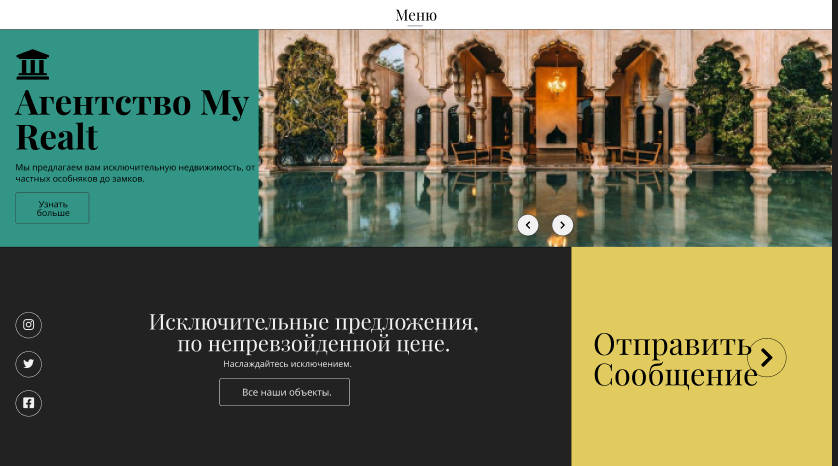 Меню
Агентство My
Realt
Мы предлагаем вам исключительную недвижимость, от
частных особняков до замков.
Узнать
больше
Исключительные предложения,
по непревзойденной цене.
Наслаждайтесь исключением.
Все наши объекты.
Отправить
Сообщение